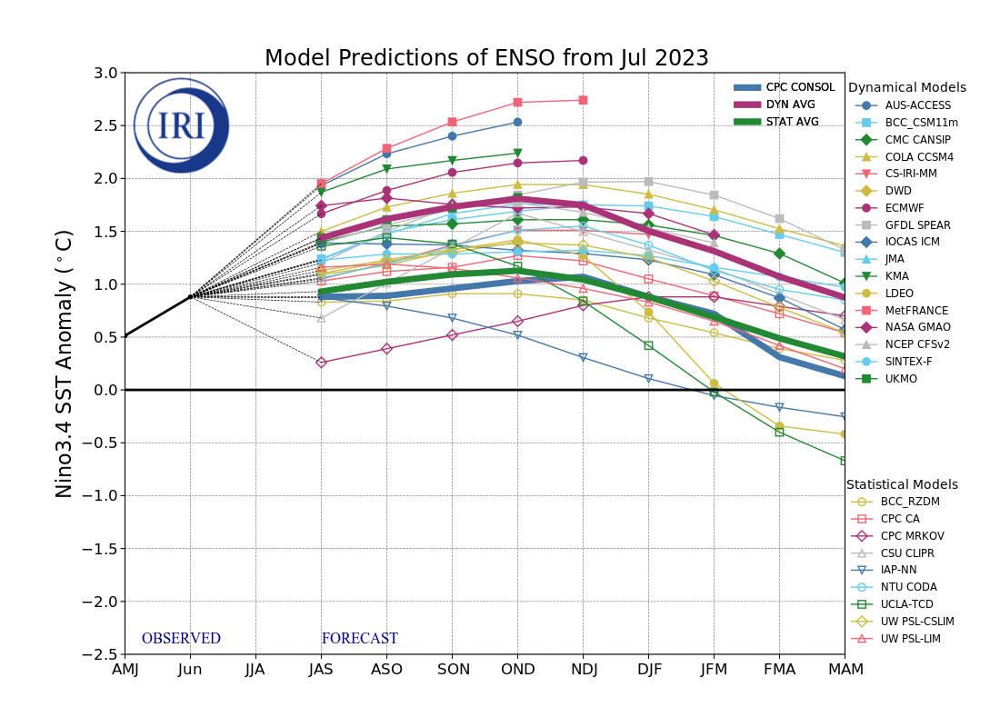 Model Predictions of ENSO from Jul 2023
Nino3.4 SST Anomaly (°C)
3.0
2.5
2.0
1.5
1.0
0.5
0.0
−0.5
−1.0
−1.5
−2.0
−2.5
IRI
CPC CONSOL
DYN AVG
STAT AVG
OBSERVED
FORECAST
AMJ Jun JJA JAS ASO SON OND NDJ DJF JFM FMA MAM
Dynamical Models
AUS-ACCESS
BCC_CSM11m
CMC CANSIP
COLA CCSM4
CS-IRI-MM
DWD
ECMWF
GFDL SPEAR
IOCAS ICM
JMA
KMA
LDEO
MetFRANCE
NASA GMAO
NCEP CFSv2
SINTEX-F
UKMO
Statistical Models
BCC_RZDM
CPC CA
CPC MRKOV
CSU CLIPR
IAP-NN
NTU CODA
UCLA-TCD
UW PSL-CSLIM
UW PSL-LIM